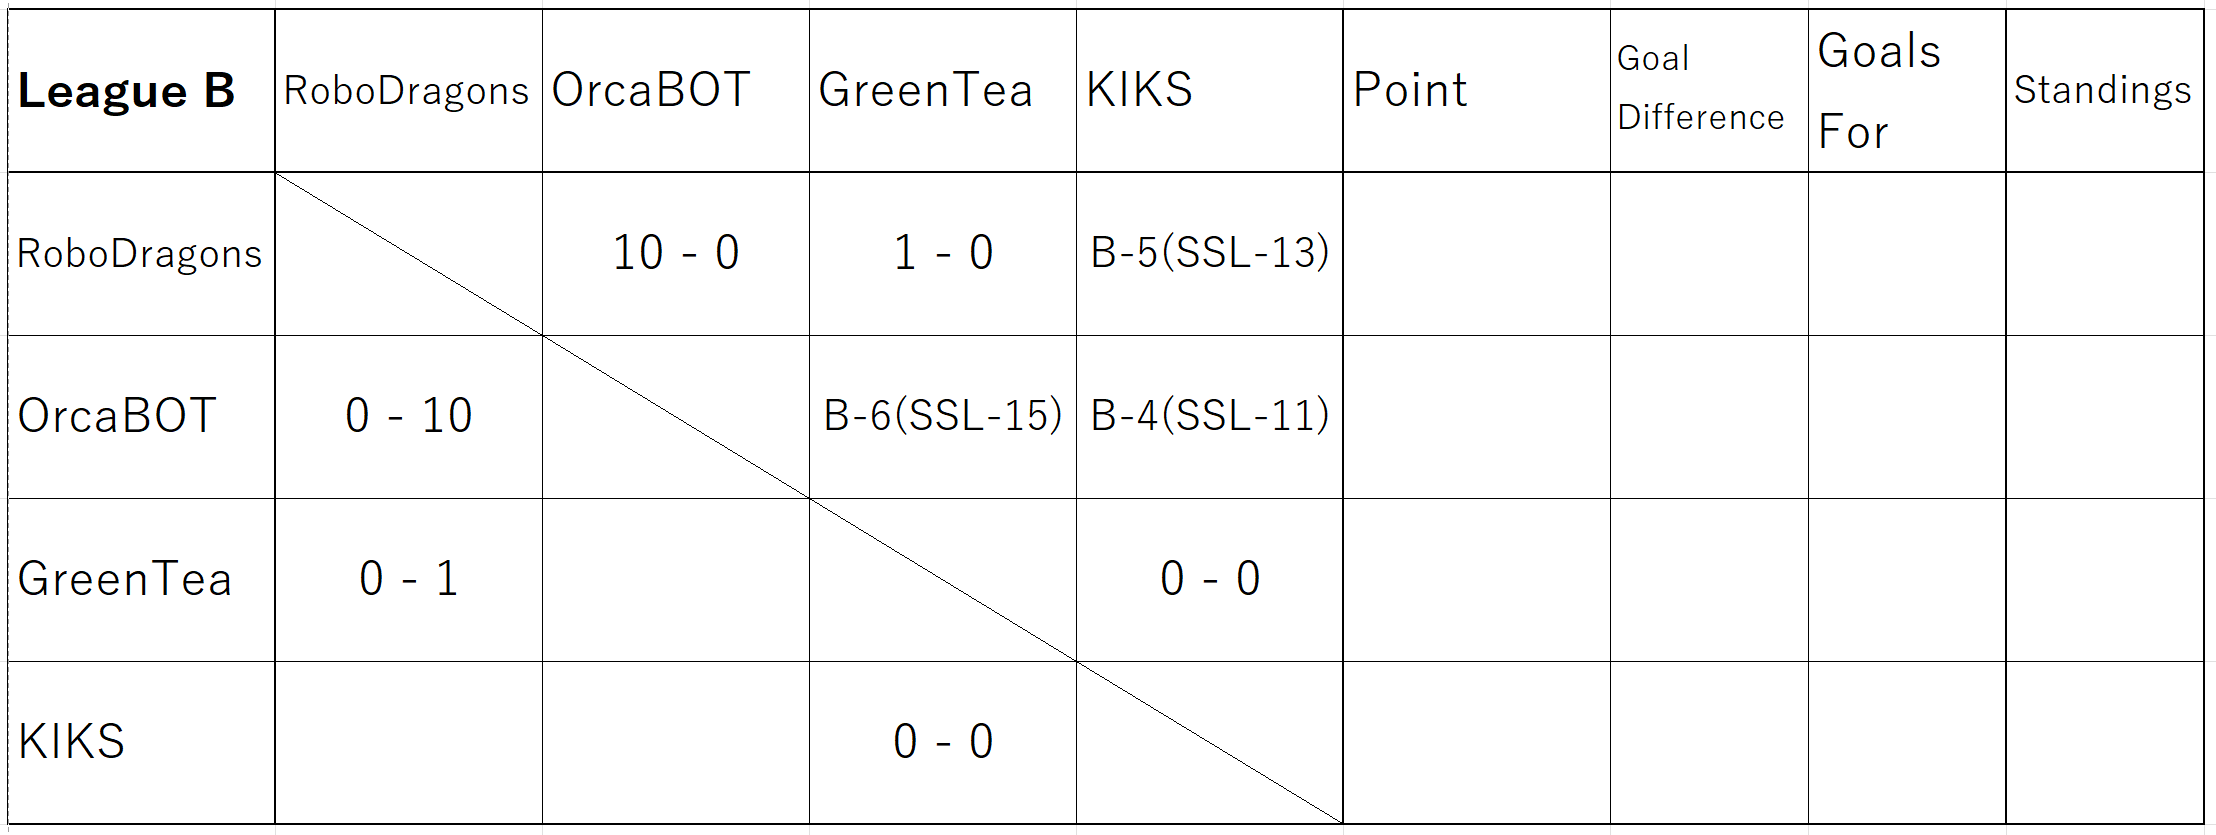 League B RoboDragons OrcaBOT GreenTea KIKS Point Goal Difference Goals For Standings
RoboDragons 10 - 0 1 - 0 B-5(SSL-13)
OrcaBOT 0 - 10 B-6(SSL-15) B-4(SSL-11)
GreenTea 0 - 1 0 - 0
KIKS 0 - 0